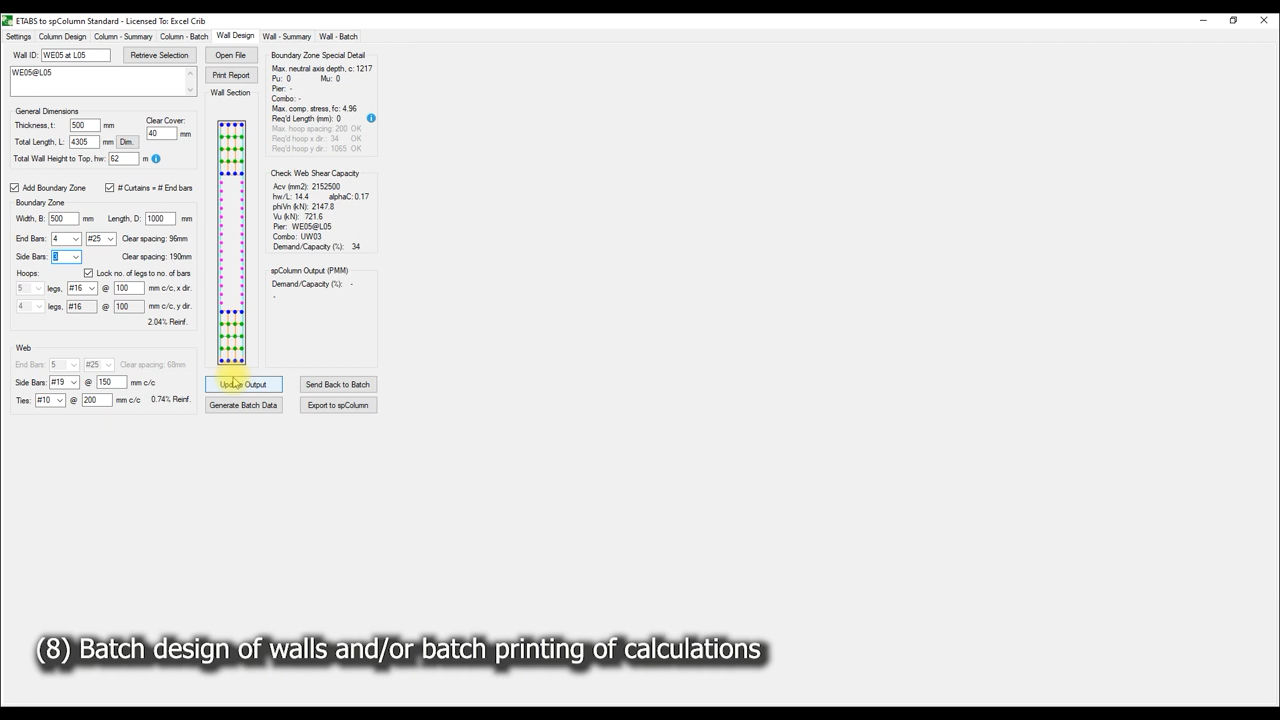 ETABS to spColumn Standard - Licensed To: Excel Crib
Settings Column Design Column - Summary Column - Batch Wall Design Wall - Summary Wall - Batch
Wall ID: WE05 at L05 Retrieve Selection
WE05@L05
General Dimensions
Thickness, t: 500 mm
Clear Cover:
40 mm
Total Length, L: 4305 mm Dim.
Total Wall Height to Top, hw: 62 m
Add Boundary Zone # Curtains = # End bars
Boundary Zone
Width, B: 500 mm Length, D: 1000 mm
End Bars: 4 #25 Clear spacing: 96mm
Side Bars: 3 Clear spacing: 190mm
Hoops: Lock no. of legs to no. of bars
5 legs, #16 @ 100 mm c/c, x dir.
4 legs, #16 @ 100 mm c/c, y dir.
2.04% Reinf.
Web
End Bars: 5 #25 Clear spacing: 68mm
Side Bars: #19 @ 150 mm c/c
Ties: #10 @ 200 mm c/c 0.74% Reinf.
Open File
Print Report
Wall Section
Update Output Send Back to Batch
Generate Batch Data Export to spColumn
Boundary Zone Special Detail
Max. neutral axis depth, c: 1217
Pu: 0 Mu: 0
Pier: -
Combo: -
Max. comp. stress, fc: 4.96
Req'd Length (mm): 0
Max. hoop spacing: 200 OK
Req'd hoop x dir.: 34 OK
Req'd hoop y dir.: 1065 OK
Check Web Shear Capacity
Acv (mm2): 2152500
hw/L: 14.4 alphaC: 0.17
phiVn (kN): 2147.8
Vu (kN): 721.6
Pier: WE05@L05
Combo: UW03
Demand/Capacity (%): 34
spColumn Output (PMM)
Demand/Capacity (%): -
-
(8) Batch design of walls and/or batch printing of calculations